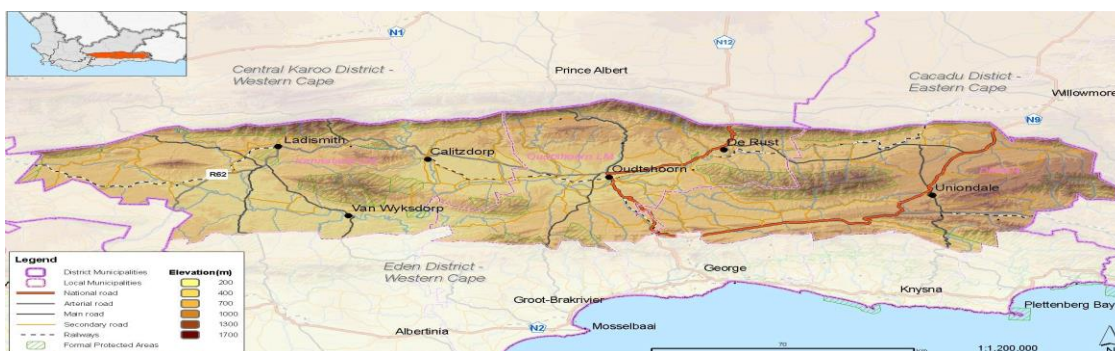 N1
N12
Central Karoo District -
Western Cape
Prince Albert
Cacadu District -
Eastern Cape
Willowmore
N9
Ladismith
Calitzdorp
De Rust
R62
Oudtshoorn
Uniondale
Van Wyksdorp
Eden District -
Western Cape
George
Groot-Brakrivier
Knysna
Plettenberg Bay
Albertinia
N2
Mosselbaai
Legend
District Municipalities
Local Municipalities
National road
Arterial road
Main road
Secondary road
Railways
Formal Protected Areas
Elevation(m)
200
400
700
1000
1300
1700
70
1:1,200,000
N